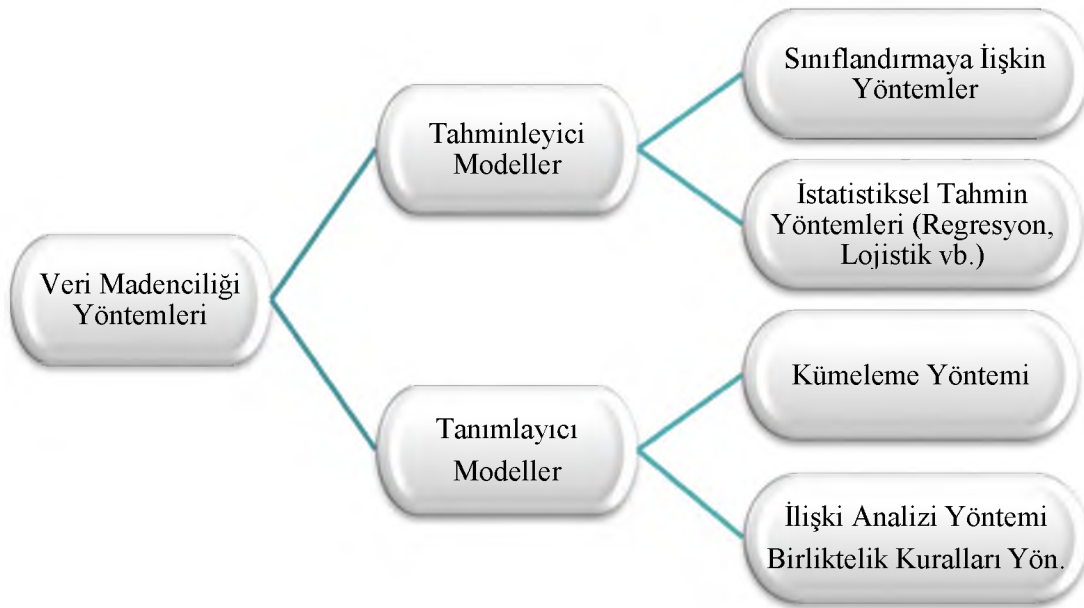 Veri Madenciliği
Yöntemleri
Tahminleyici
Modeller
Sınıflandırmaya İişkin
Yöntemler
İstatistiksel Tahmin
Yöntemleri (Regresyon,
Lojistik vb.)
Tanımlayıcı
Modeller
Kümeleme Yöntemi
İlişki Analizi Yöntemi
Birliktelik Kuralları Yön.